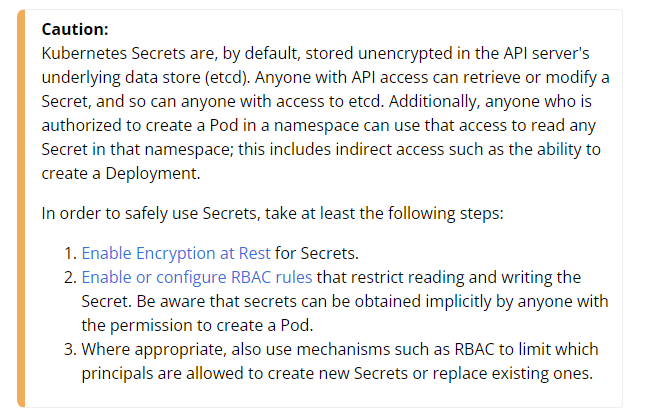 Caution:
Kubernetes Secrets are, by default, stored unencrypted in the API server's
underlying data store (etcd). Anyone with API access can retrieve or modify a
Secret, and so can anyone with access to etcd. Additionally, anyone who is
authorized to create a Pod in a namespace can use that access to read any
Secret in that namespace; this includes indirect access such as the ability to
create a Deployment.
In order to safely use Secrets, take at least the following steps:
1. Enable Encryption at Rest for Secrets.
2. Enable or configure RBAC rules that restrict reading and writing the
Secret. Be aware that secrets can be obtained implicitly by anyone with
the permission to create a Pod.
3. Where appropriate, also use mechanisms such as RBAC to limit which
principals are allowed to create new Secrets or replace existing ones.